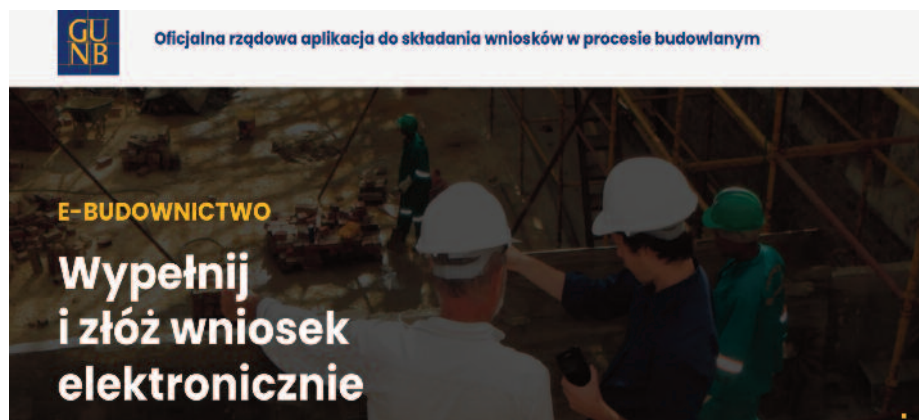 GU
NB
Oficjalna rządowa aplikacja do składania wniosków w procesie budowlanym
E-BUDOWNICTWO
Wypełnij
i złóż wniosek
elektronicznie